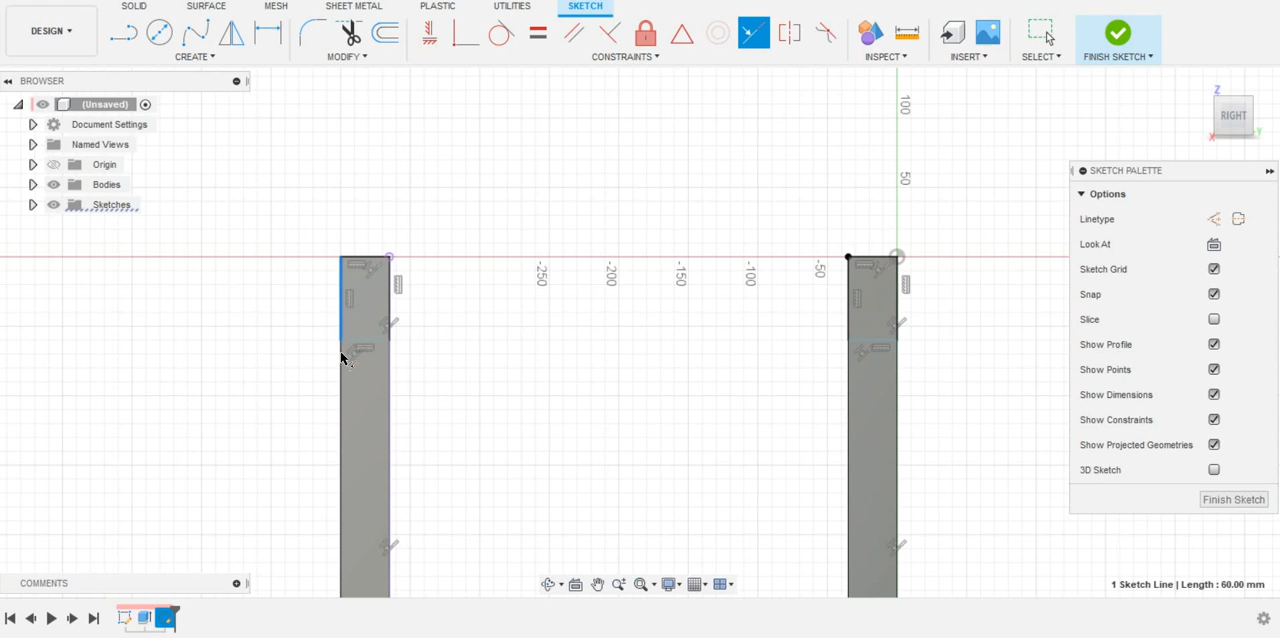 SOLID SURFACE MESH SHEET METAL PLASTIC UTILITIES SKETCH
DESIGN ▾
CREATE ▾ MODIFY ▾ CONSTRAINTS ▾ INSPECT ▾ INSERT ▾ SELECT ▾ FINISH SKETCH ▾
BROWSER
(Unsaved)
Document Settings
Named Views
Origin
Bodies
Sketches
100
50
-250
-200
-150
-100
-50
Z
RIGHT
X
Y
SKETCH PALETTE
Options
Linetype
Look At
Sketch Grid
Snap
Slice
Show Profile
Show Points
Show Dimensions
Show Constraints
Show Projected Geometries
3D Sketch
Finish Sketch
COMMENTS
1 Sketch Line | Length : 60.00 mm